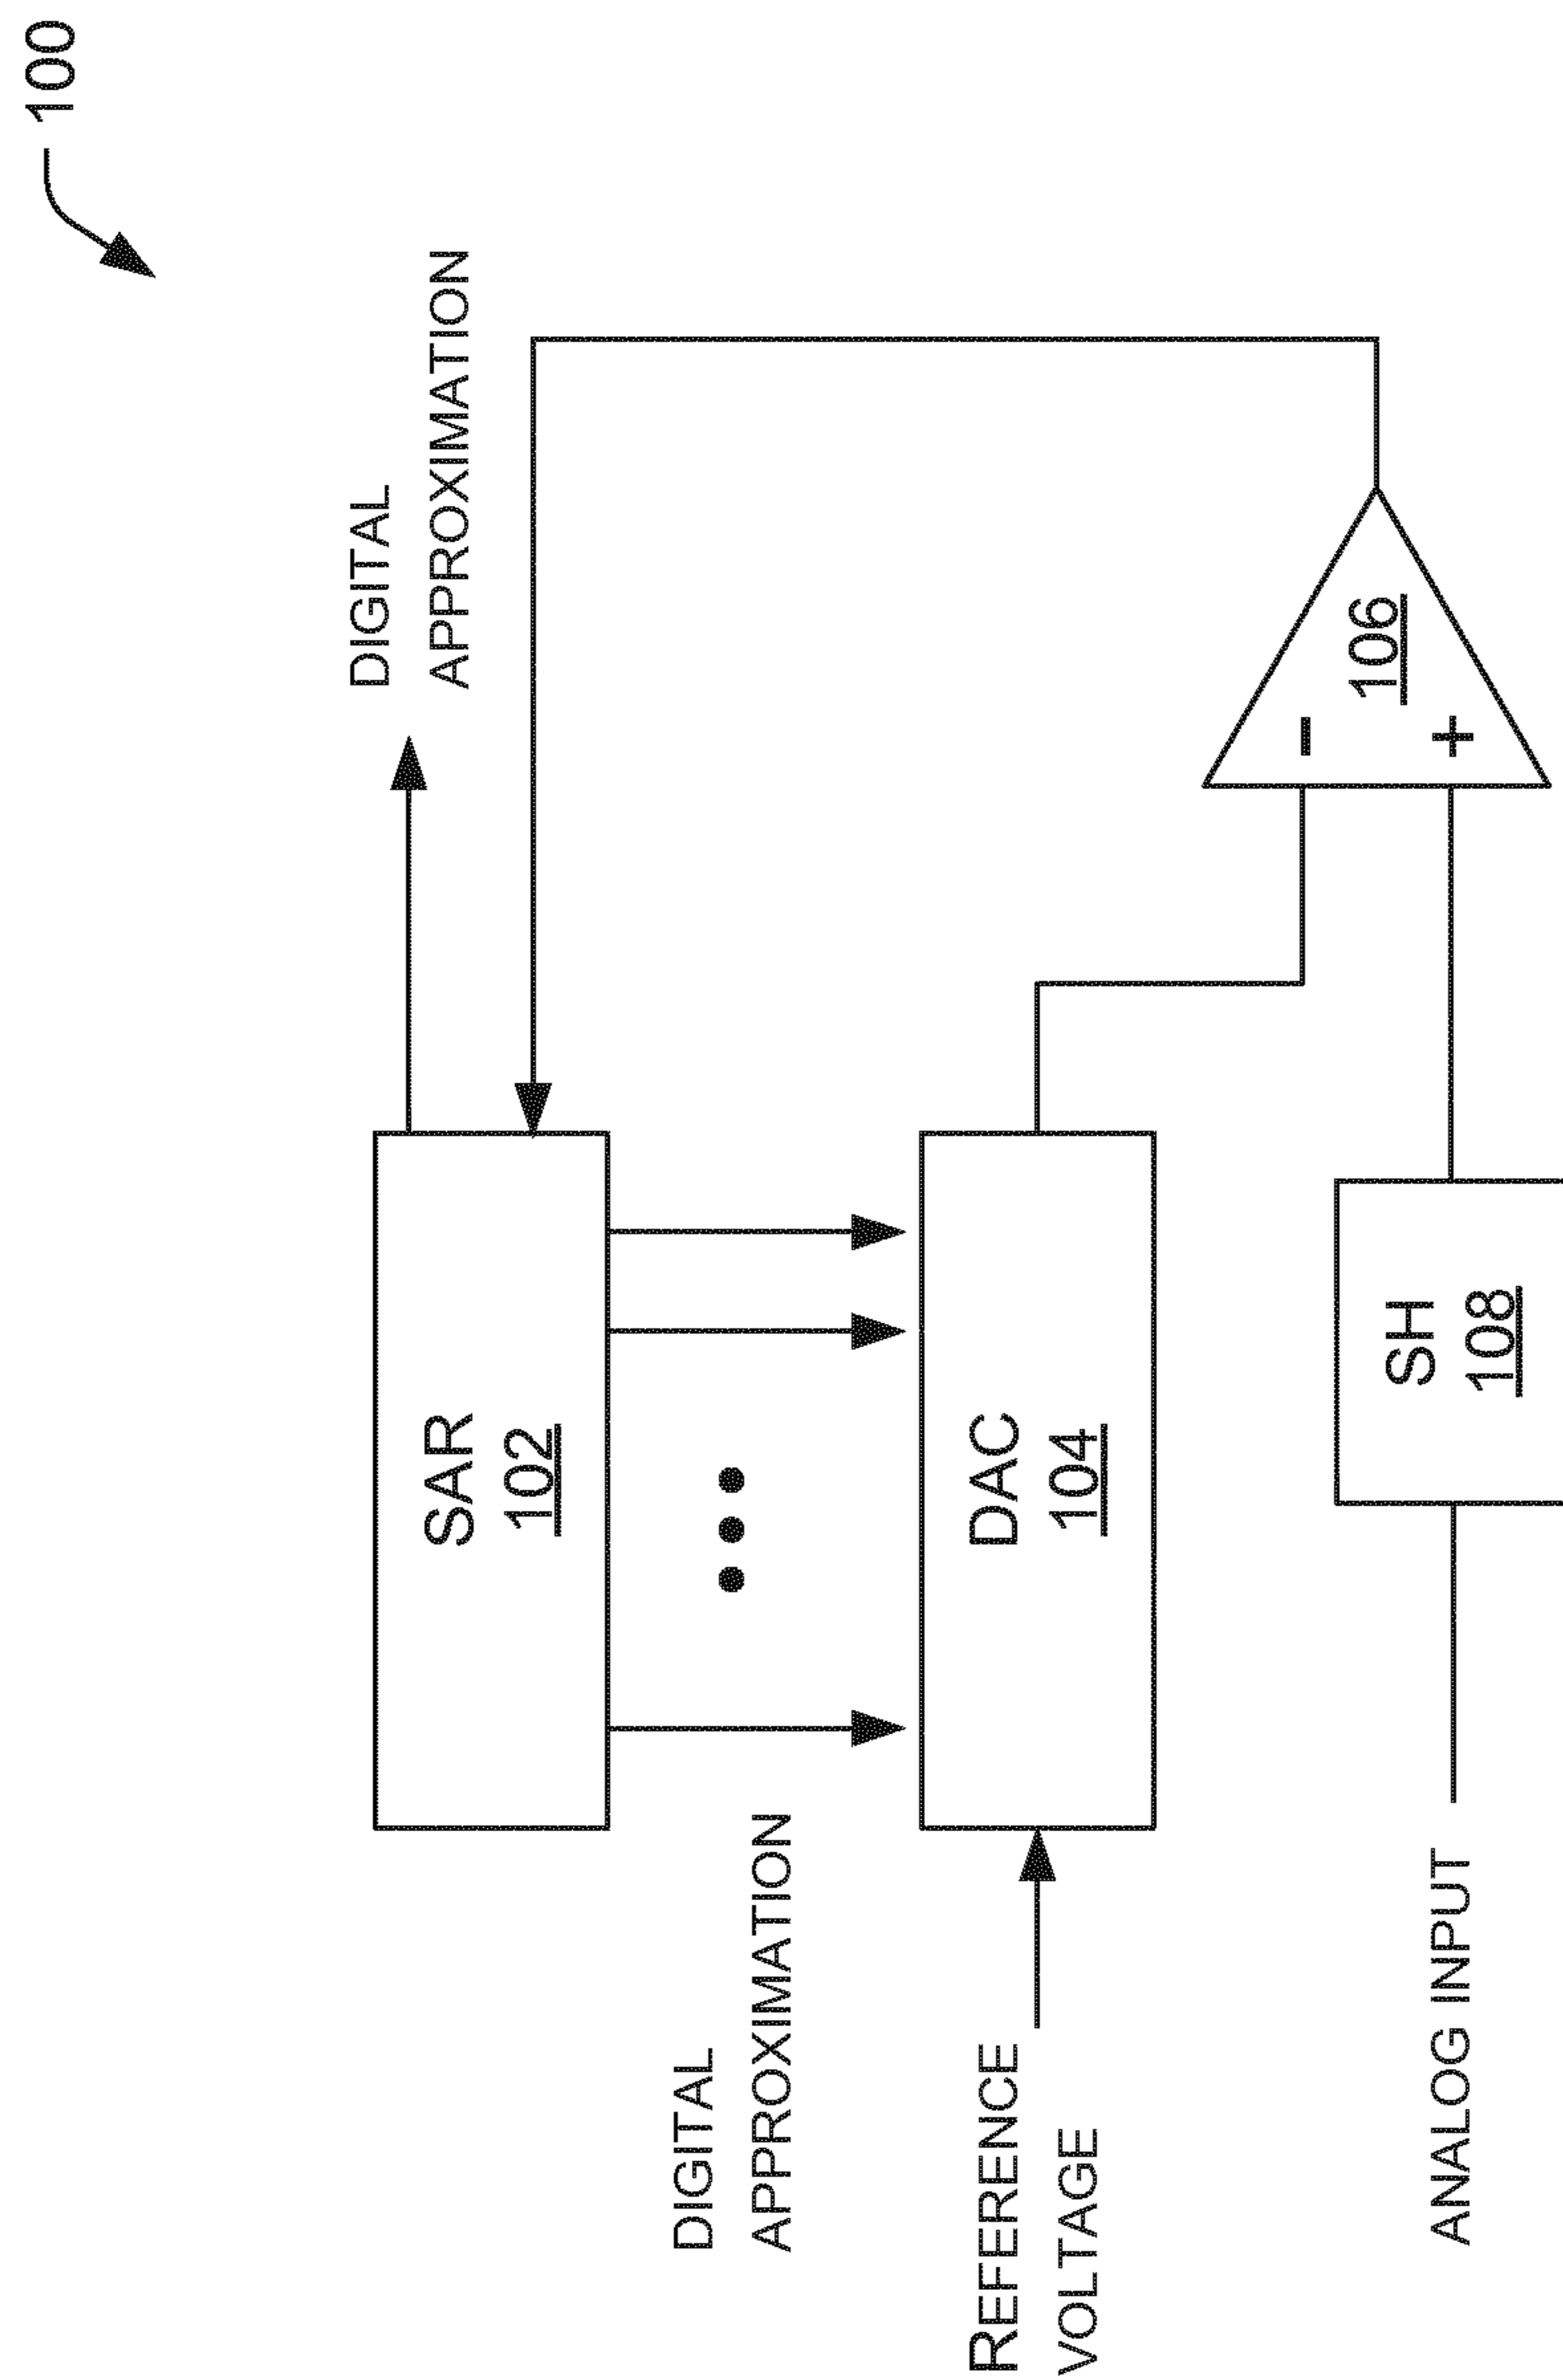 100
DIGITAL
APPROXIMATION
SAR
102
DIGITAL
APPROXIMATION
DAC
104
REFERENCE
VOLTAGE
-
106
+
SH
108
ANALOG INPUT